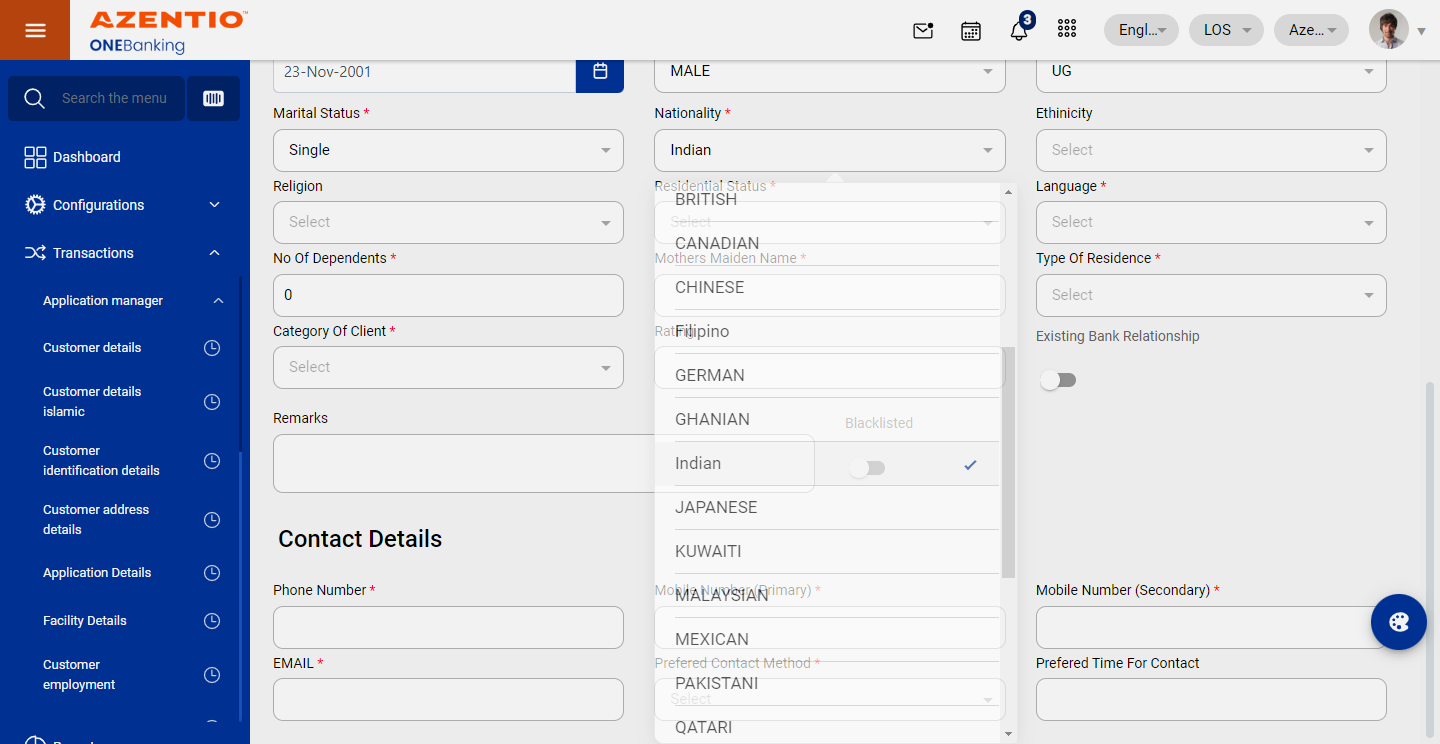 AZENTIO™
ONEBanking
3
Engl...
LOS
Aze...
Search the menu
Dashboard
Configurations
Transactions
Application manager
Customer details
Customer details
islamic
Customer
identification details
Customer address
details
Application Details
Facility Details
Customer
employment
23-Nov-2001
MALE
UG
Marital Status *
Nationality *
Ethinicity
Single
Indian
Select
Religion
Residential Status *
Language *
Select
Select
Select
No Of Dependents *
Mothers Maiden Name *
Type Of Residence *
0
Select
Category Of Client *
Rating
Existing Bank Relationship
Select
Remarks
Blacklisted
BRITISH
CANADIAN
CHINESE
Filipino
GERMAN
GHANIAN
Indian
JAPANESE
KUWAITI
MALAYSIAN
MEXICAN
PAKISTANI
QATARI
Contact Details
Phone Number *
Mobile Number (Primary) *
Mobile Number (Secondary) *
EMAIL *
Prefered Contact Method *
Prefered Time For Contact
Select